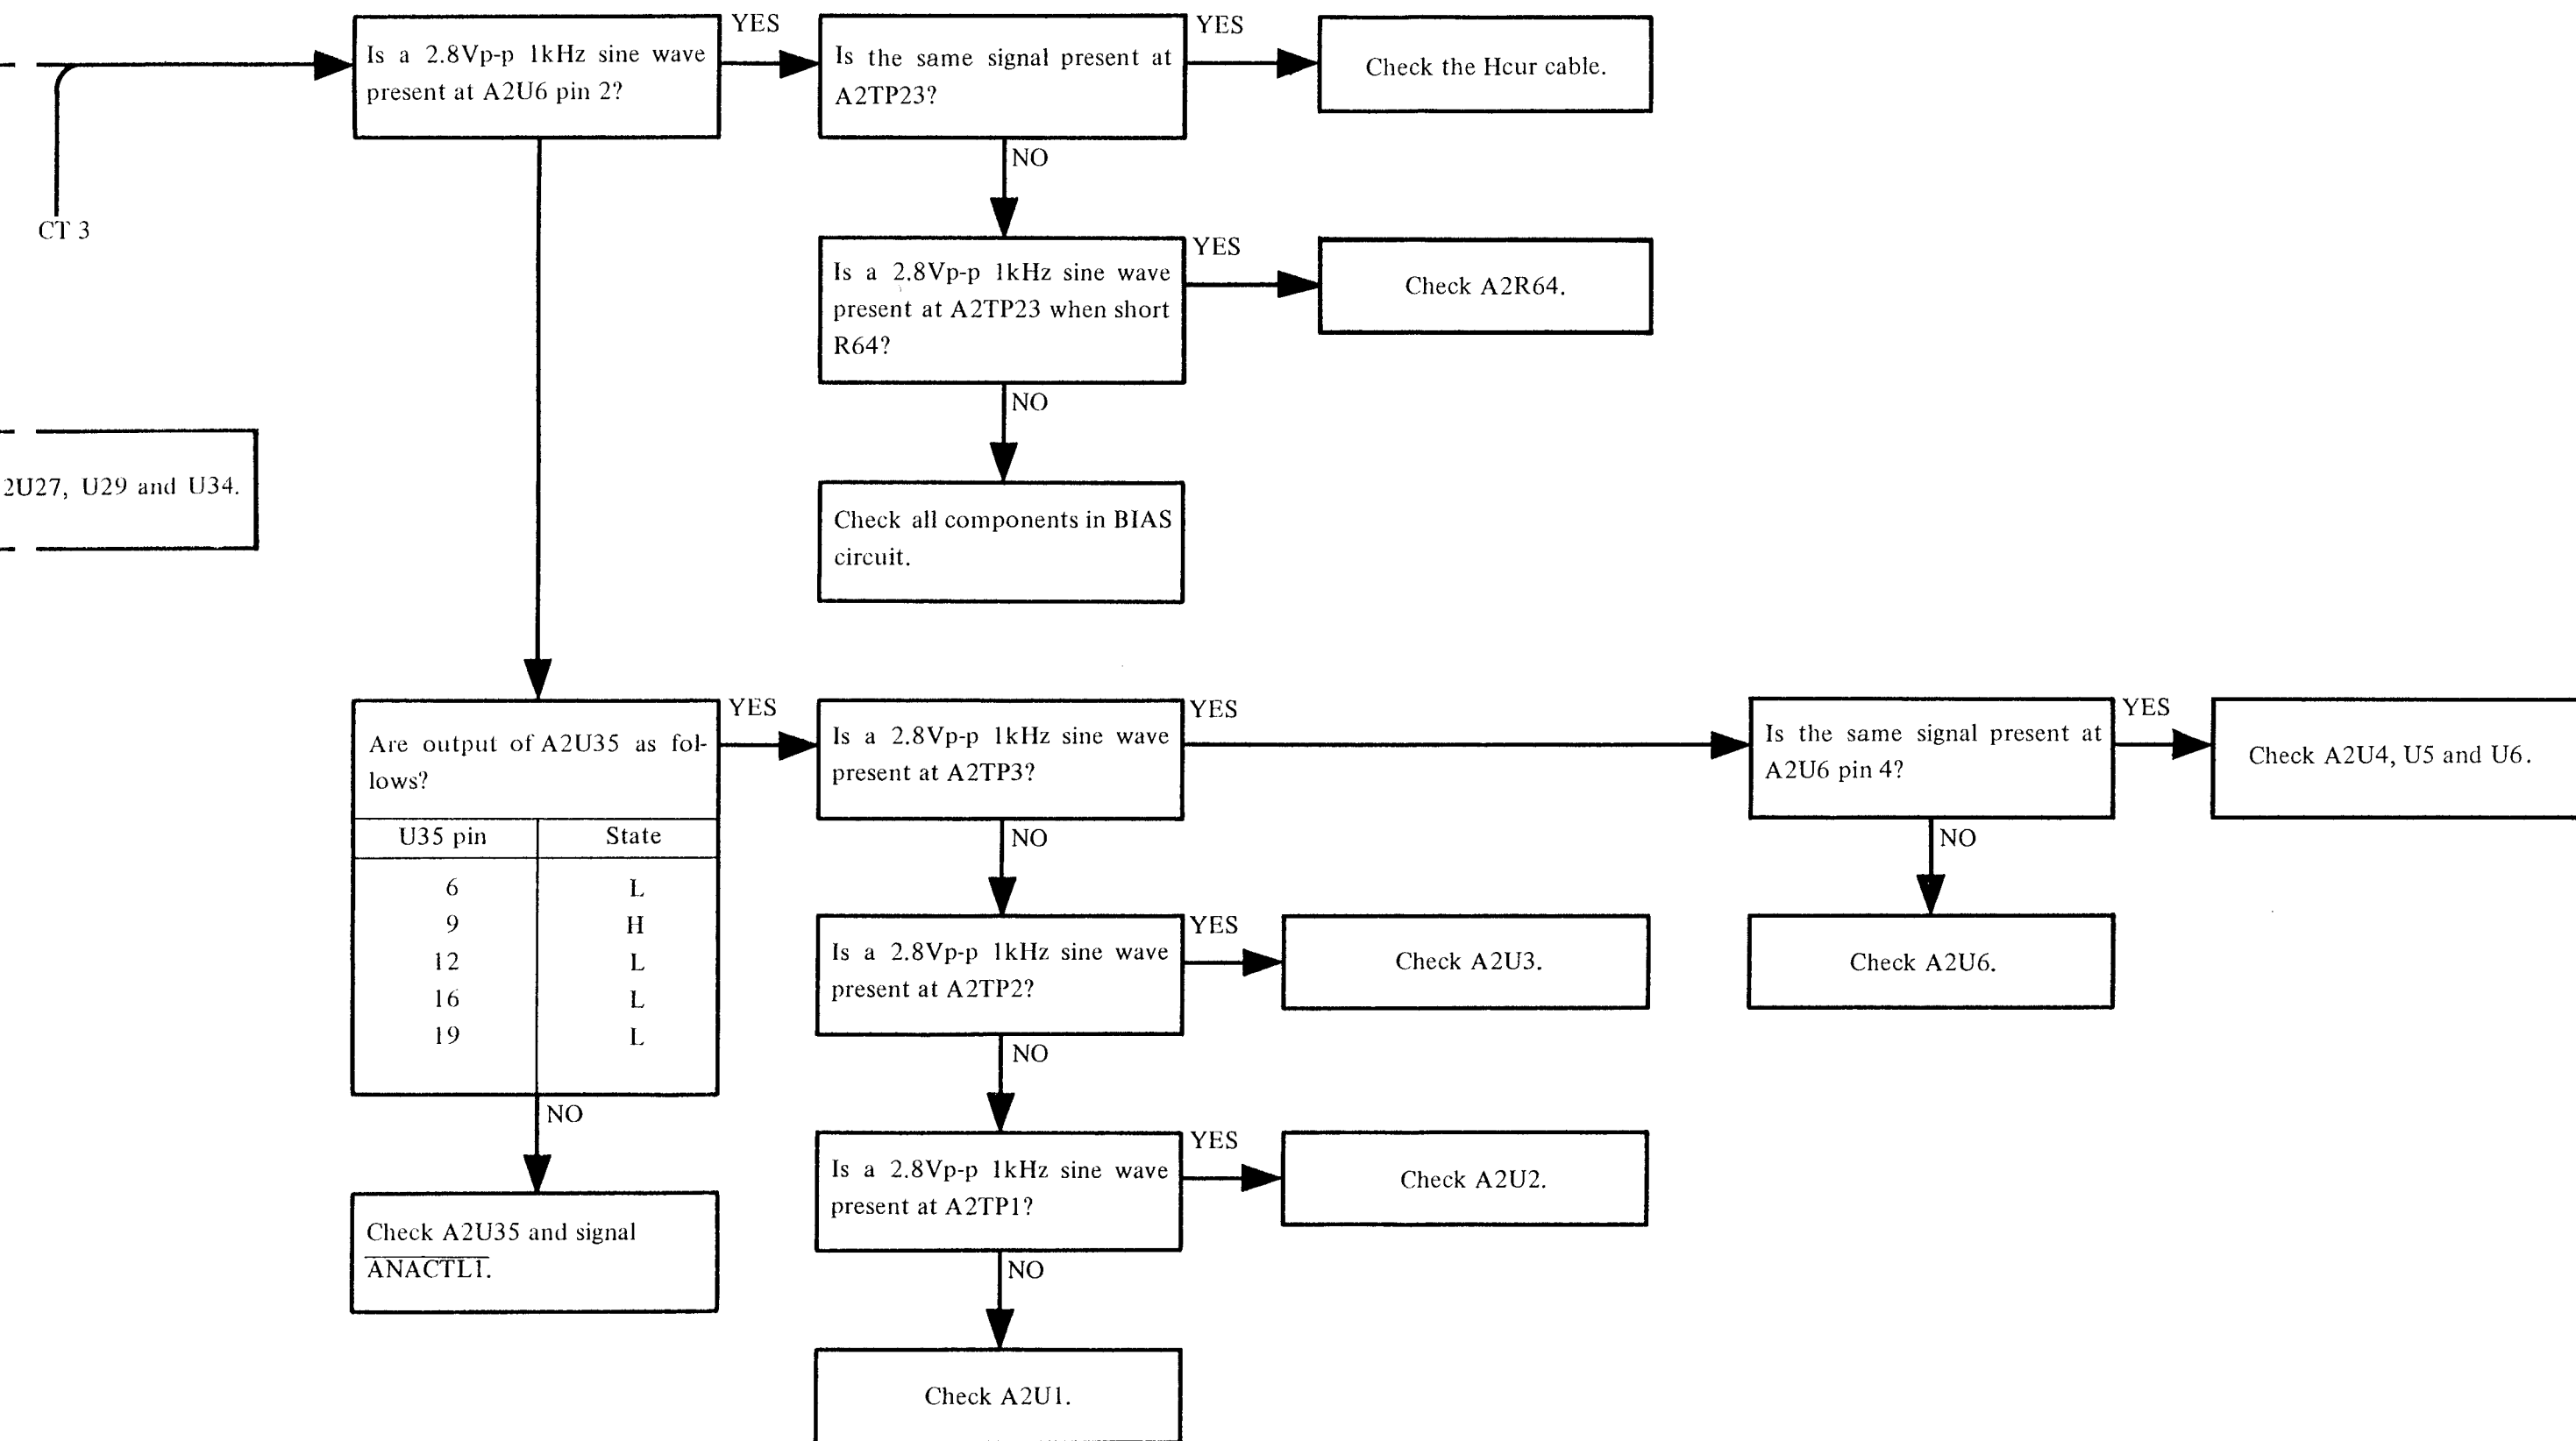 Is a 2.8Vp-p 1kHz sine wave
present at A2U6 pin 2?
YES
Is the same signal present at
A2TP23?
YES
Check the Hcur cable.
CT 3
NO
Is a 2.8Vp-p 1kHz sine wave
present at A2TP23 when short
R64?
YES
Check A2R64.
NO
2U27, U29 and U34.
Check all components in BIAS
circuit.
Are output of A2U35 as fol-
lows?
U35 pin State
6 L
9 H
12 L
16 L
19 L
YES
Is a 2.8Vp-p 1kHz sine wave
present at A2TP3?
YES
Is the same signal present at
A2U6 pin 4?
YES
Check A2U4, U5 and U6.
NO
NO
Is a 2.8Vp-p 1kHz sine wave
present at A2TP2?
YES
Check A2U3.
Check A2U6.
NO
NO
Check A2U35 and signal
ANACTL1.
Is a 2.8Vp-p 1kHz sine wave
present at A2TP1?
YES
Check A2U2.
NO
Check A2U1.